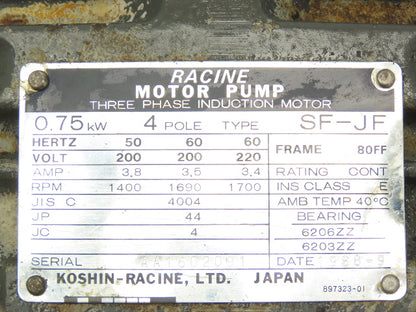 RACINE
MOTOR PUMP
THREE PHASE INDUCTION MOTOR
0.75 KW 4 POLE TYPE SF-JF
HERTZ 50 60 60 FRAME 80FF
VOLT 200 200 220
AMP 3,8 3,5 3,4 RATING CONT
RPM 1400 1690 1700 INS CLASS E
JIS C 4004 AMB TEMP 40°C
JP 44 BEARING
JC 4 6206ZZ
6203ZZ
SERIAL DATE
KOSHIN-RACINE, LTD. JAPAN
897323-01